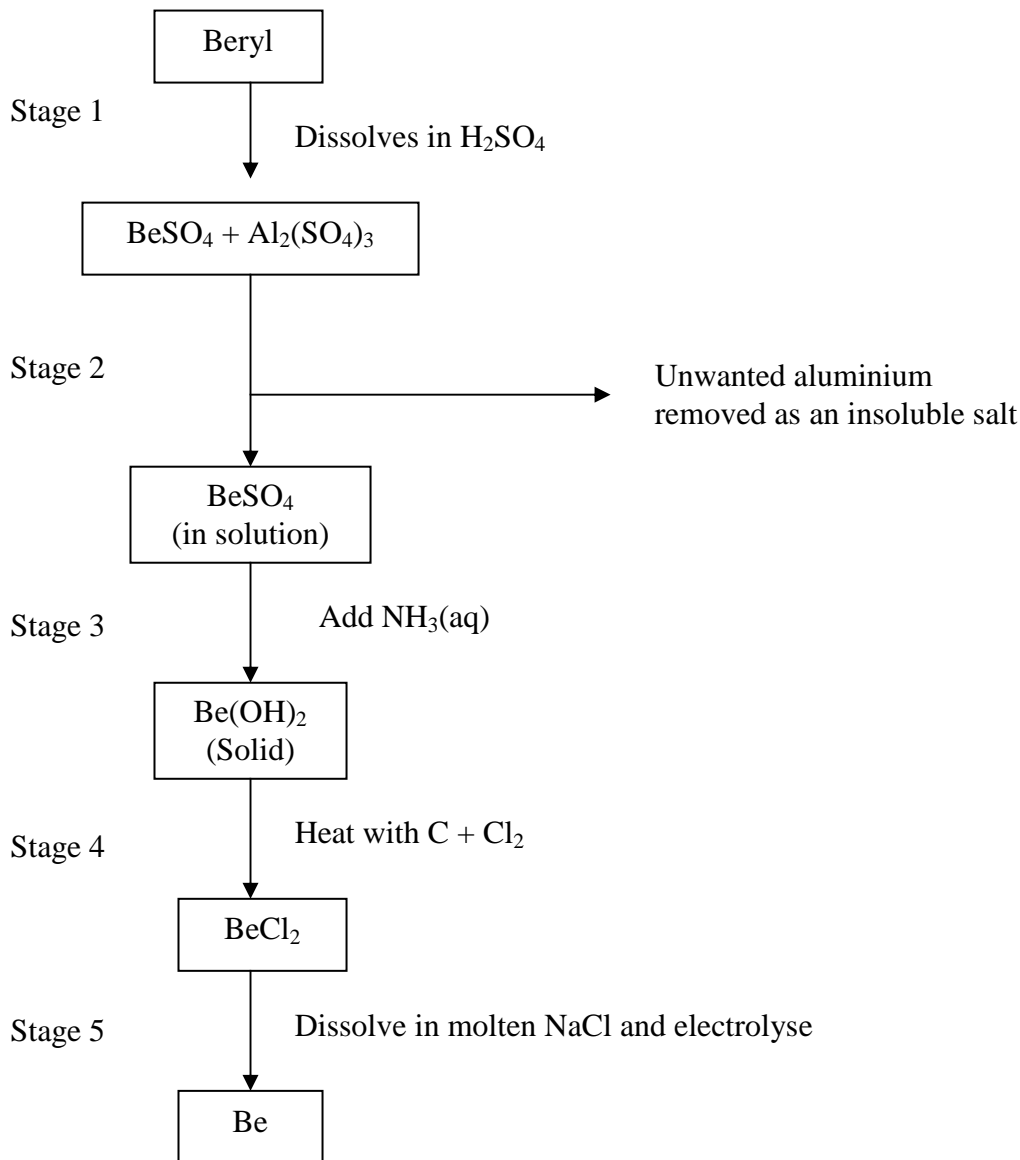 Beryl
Stage 1
Dissolves in H₂SO₄
BeSO₄ + Al₂(SO₄)₃
Stage 2
Unwanted aluminium
removed as an insoluble salt
BeSO₄
(in solution)
Stage 3
Add NH₃(aq)
Be(OH)₂
(Solid)
Stage 4
Heat with C + Cl₂
BeCl₂
Stage 5
Dissolve in molten NaCl and electrolyse
Be